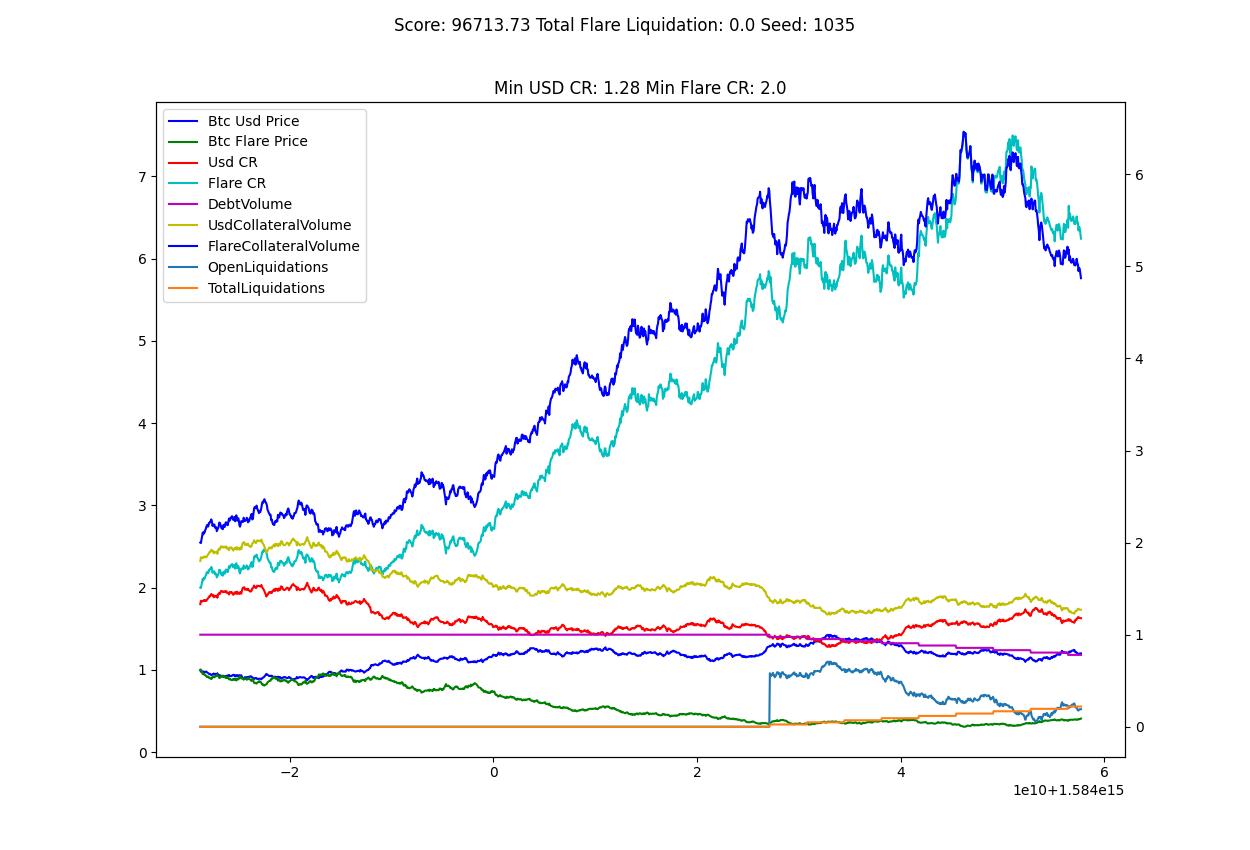 Score: 96713.73 Total Flare Liquidation: 0.0 Seed: 1035
Min USD CR: 1.28 Min Flare CR: 2.0
Btc Usd Price
Btc Flare Price
Usd CR
Flare CR
DebtVolume
UsdCollateralVolume
FlareCollateralVolume
OpenLiquidations
TotalLiquidations
7
6
5
4
3
2
1
0
6
5
4
3
2
1
0
−2
0
2
4
6
1e10+1.584e15